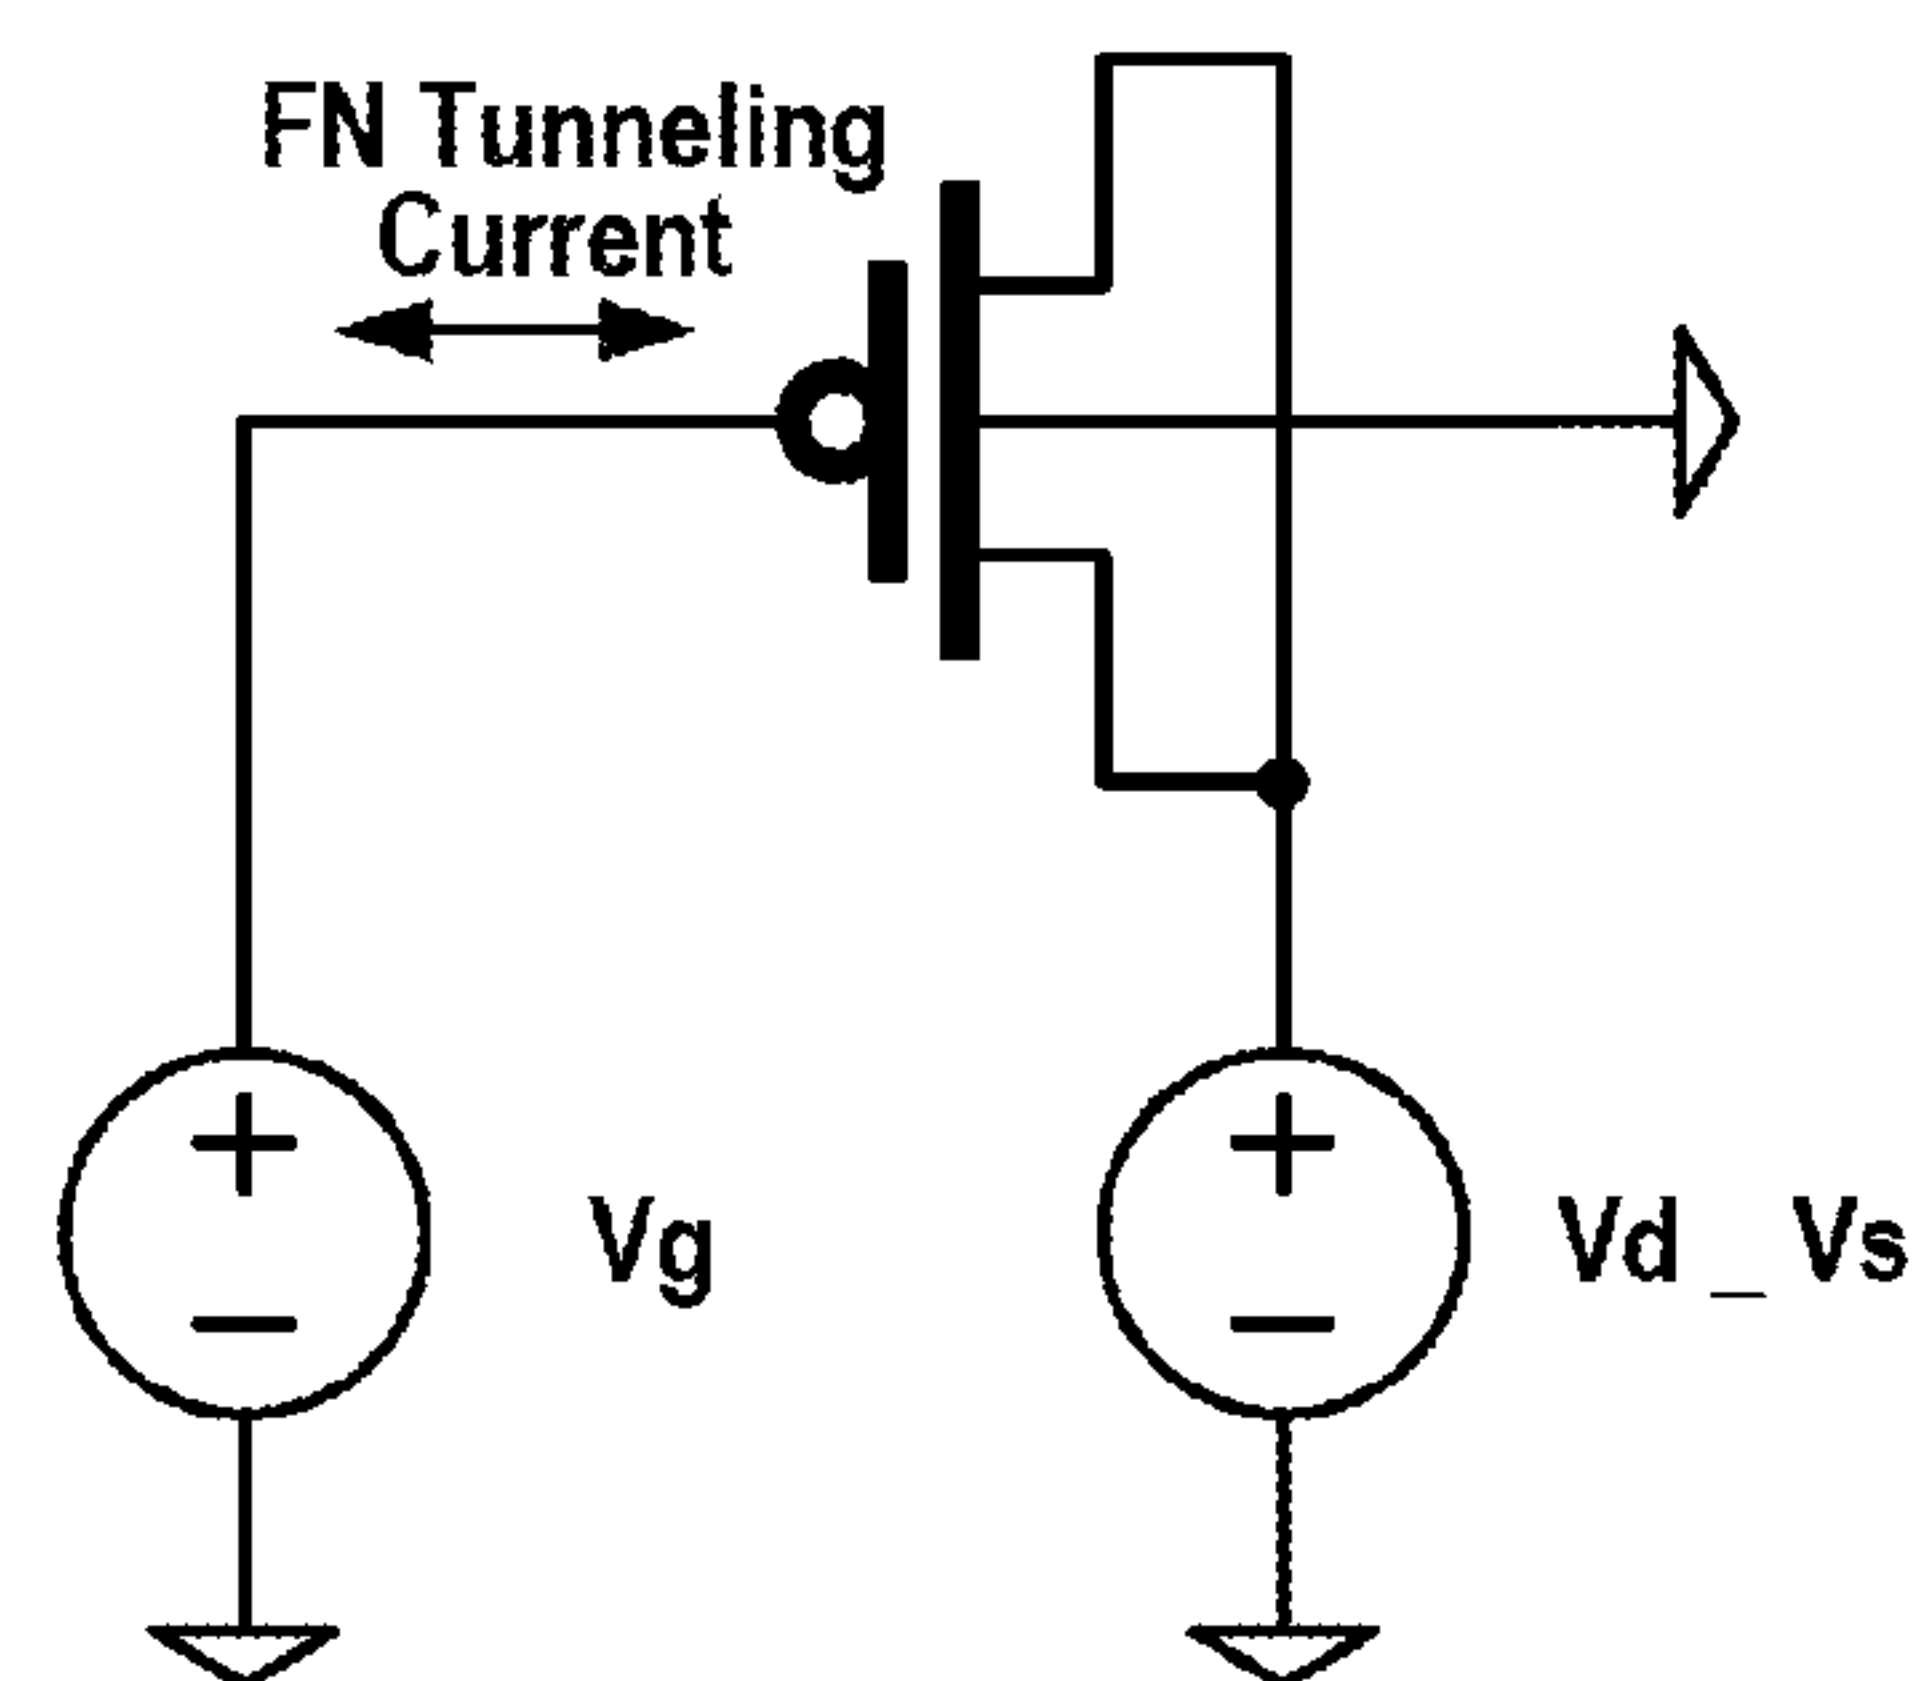 FN Tunneling
Current
+
+
Vg
Vd _ Vs
−
−